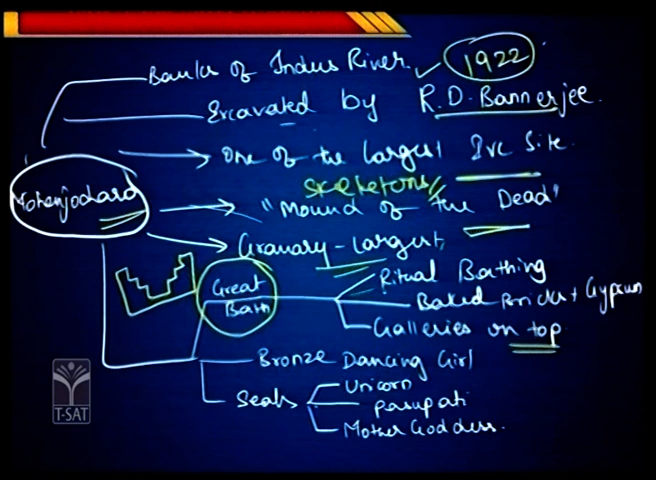 Banks of Indus River. 1922
Excavated by R.D. Bannerjee.
One of the largest IVC Site.
skeletons
Mohenjodaro
"Mound of the Dead"
Granary - largest
Great Bath
Ritual Bathing
Baked Bricks + Gypsum
Galleries on top
Bronze Dancing Girl
Seals
Unicorn
Pasupati
Mother Goddess.
T-SAT